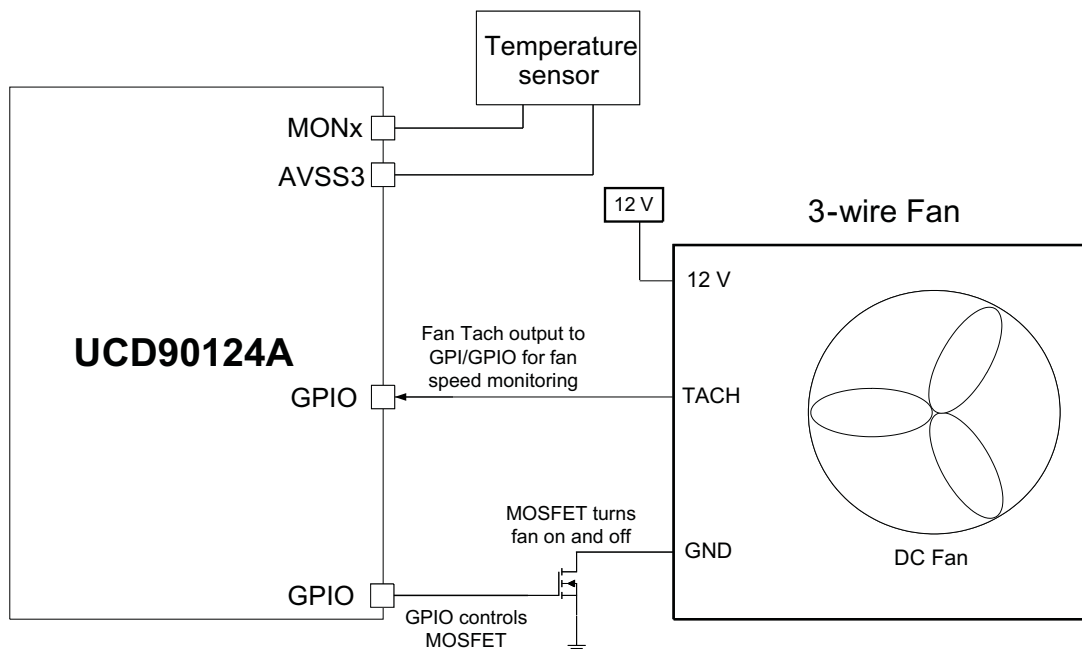 Temperature
sensor
MONx
AVSS3
12 V
3-wire Fan
12 V
Fan Tach output to
GPI/GPIO for fan
speed monitoring
UCD90124A
GPIO
TACH
MOSFET turns
fan on and off
GND
DC Fan
GPIO
GPIO controls
MOSFET